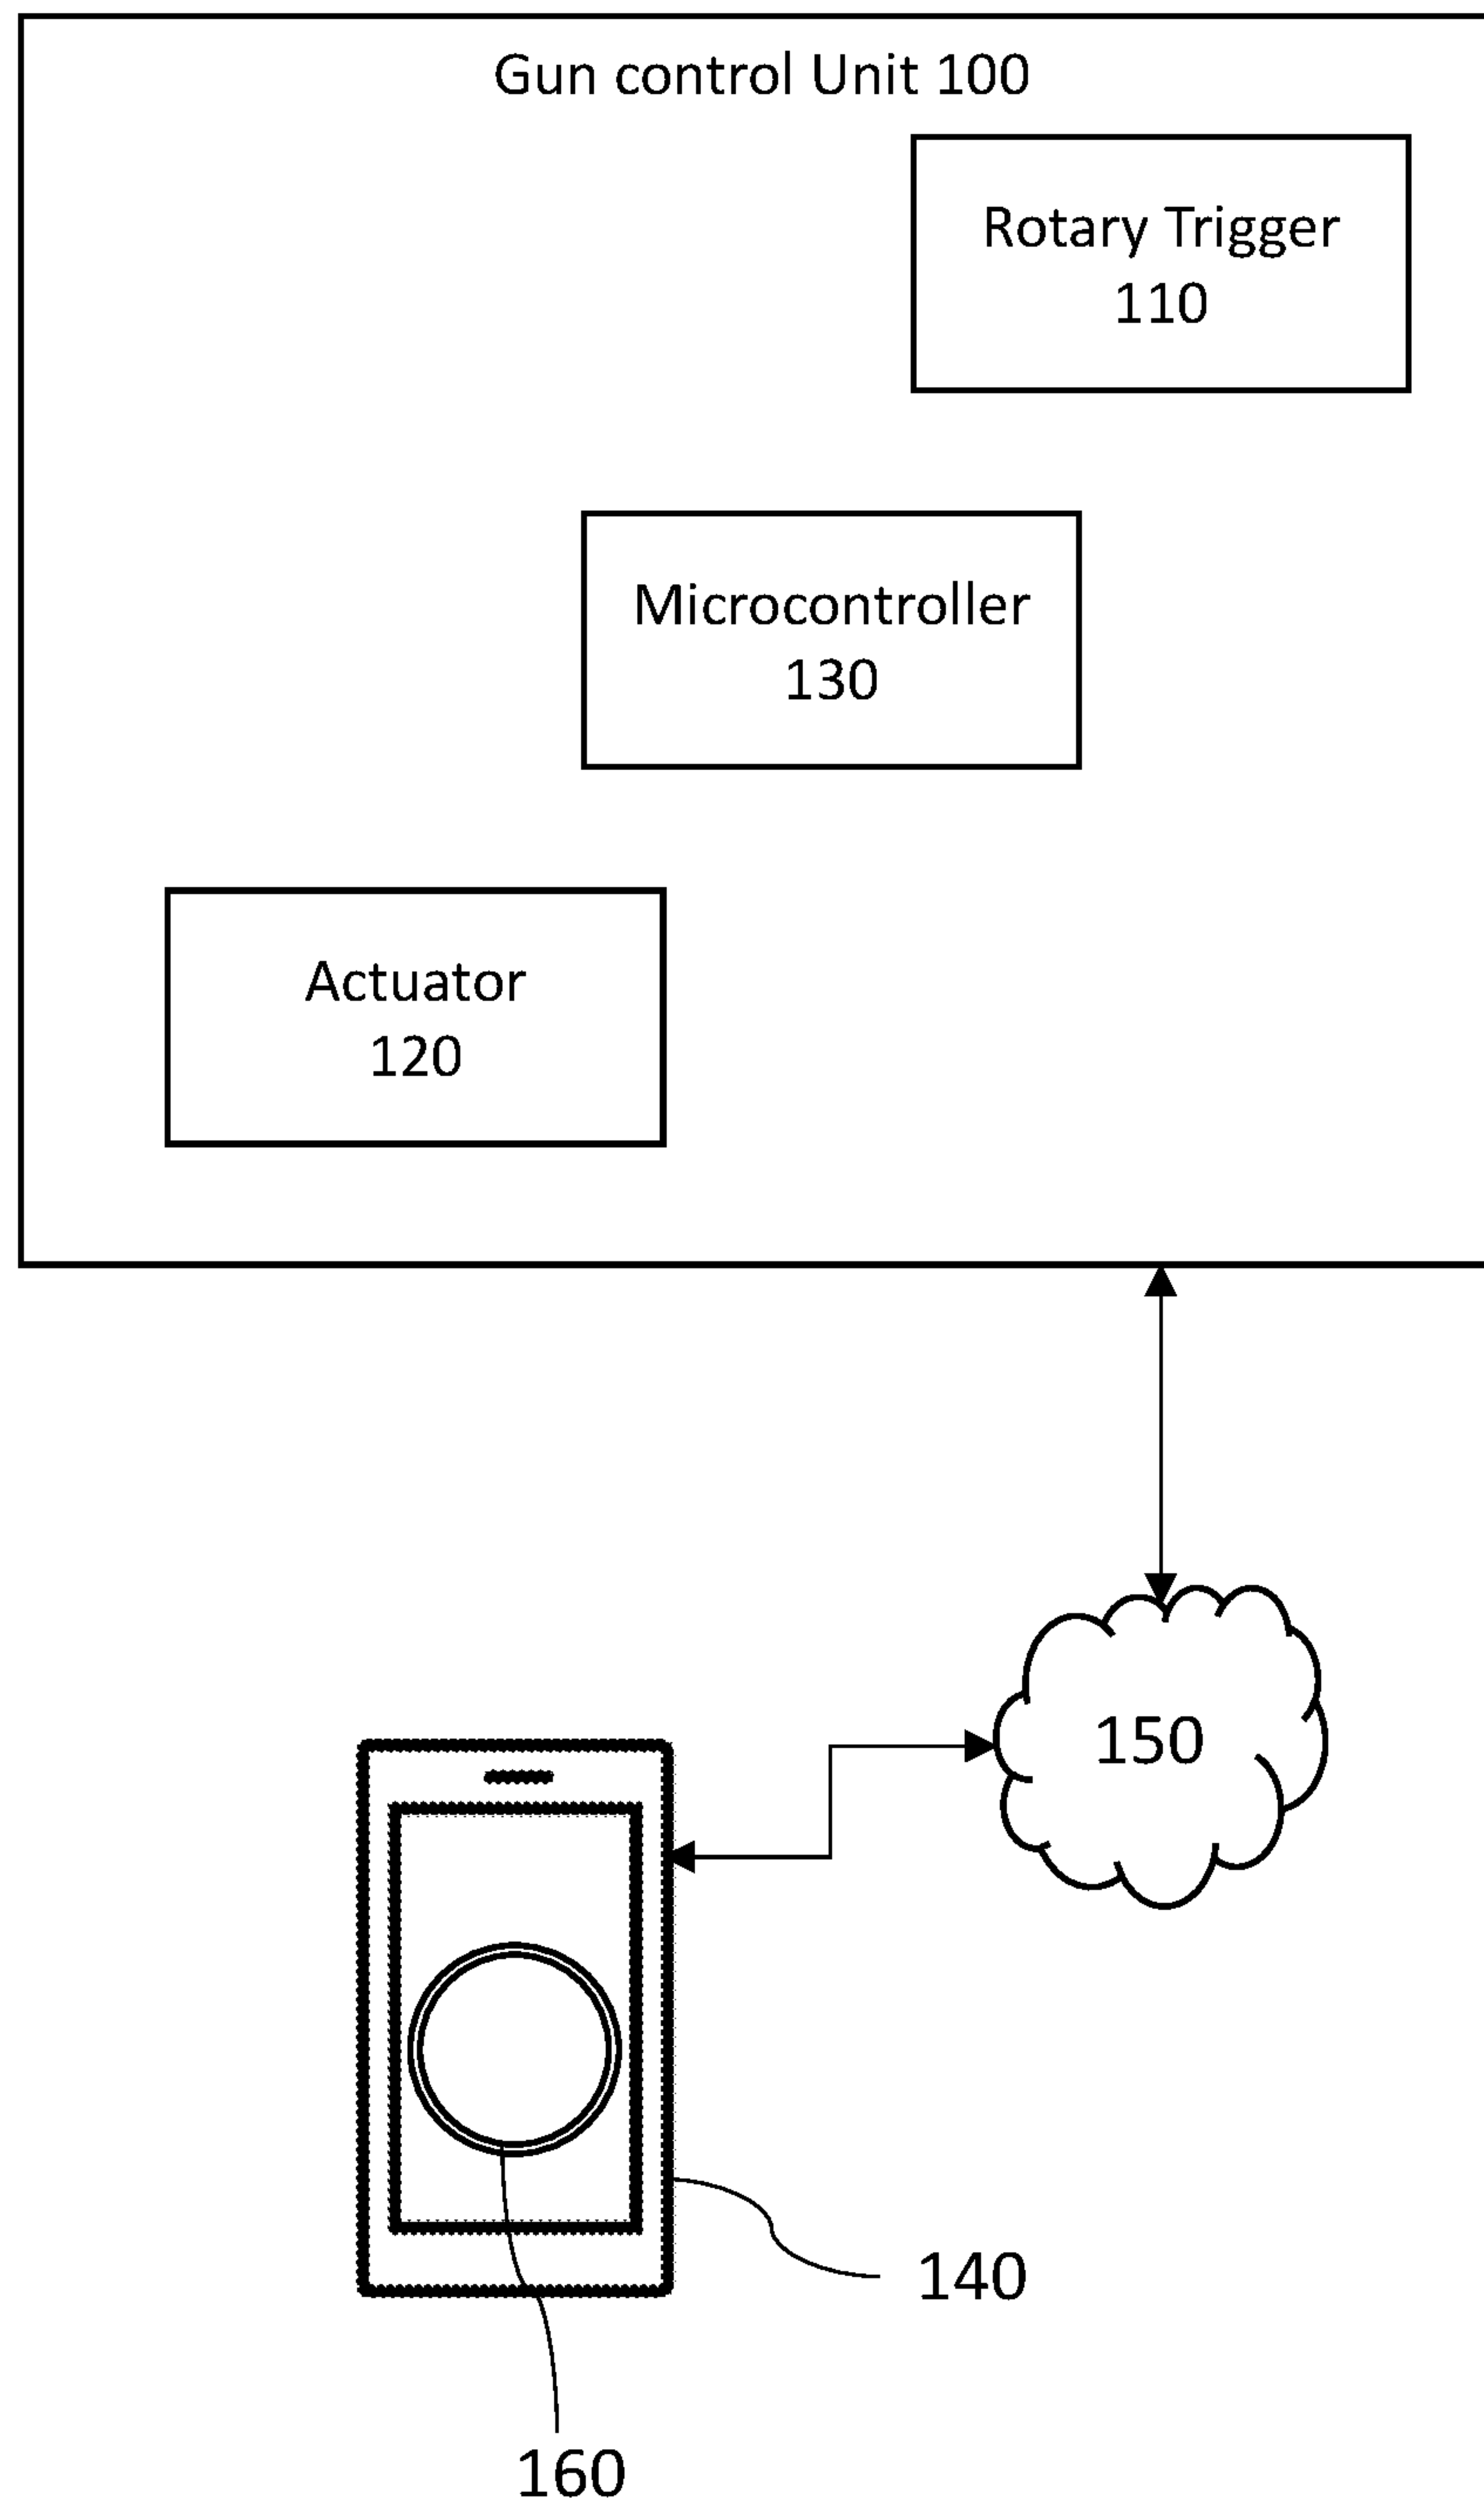 Gun control Unit 100
Rotary Trigger
110
Microcontroller
130
Actuator
120
150
140
160